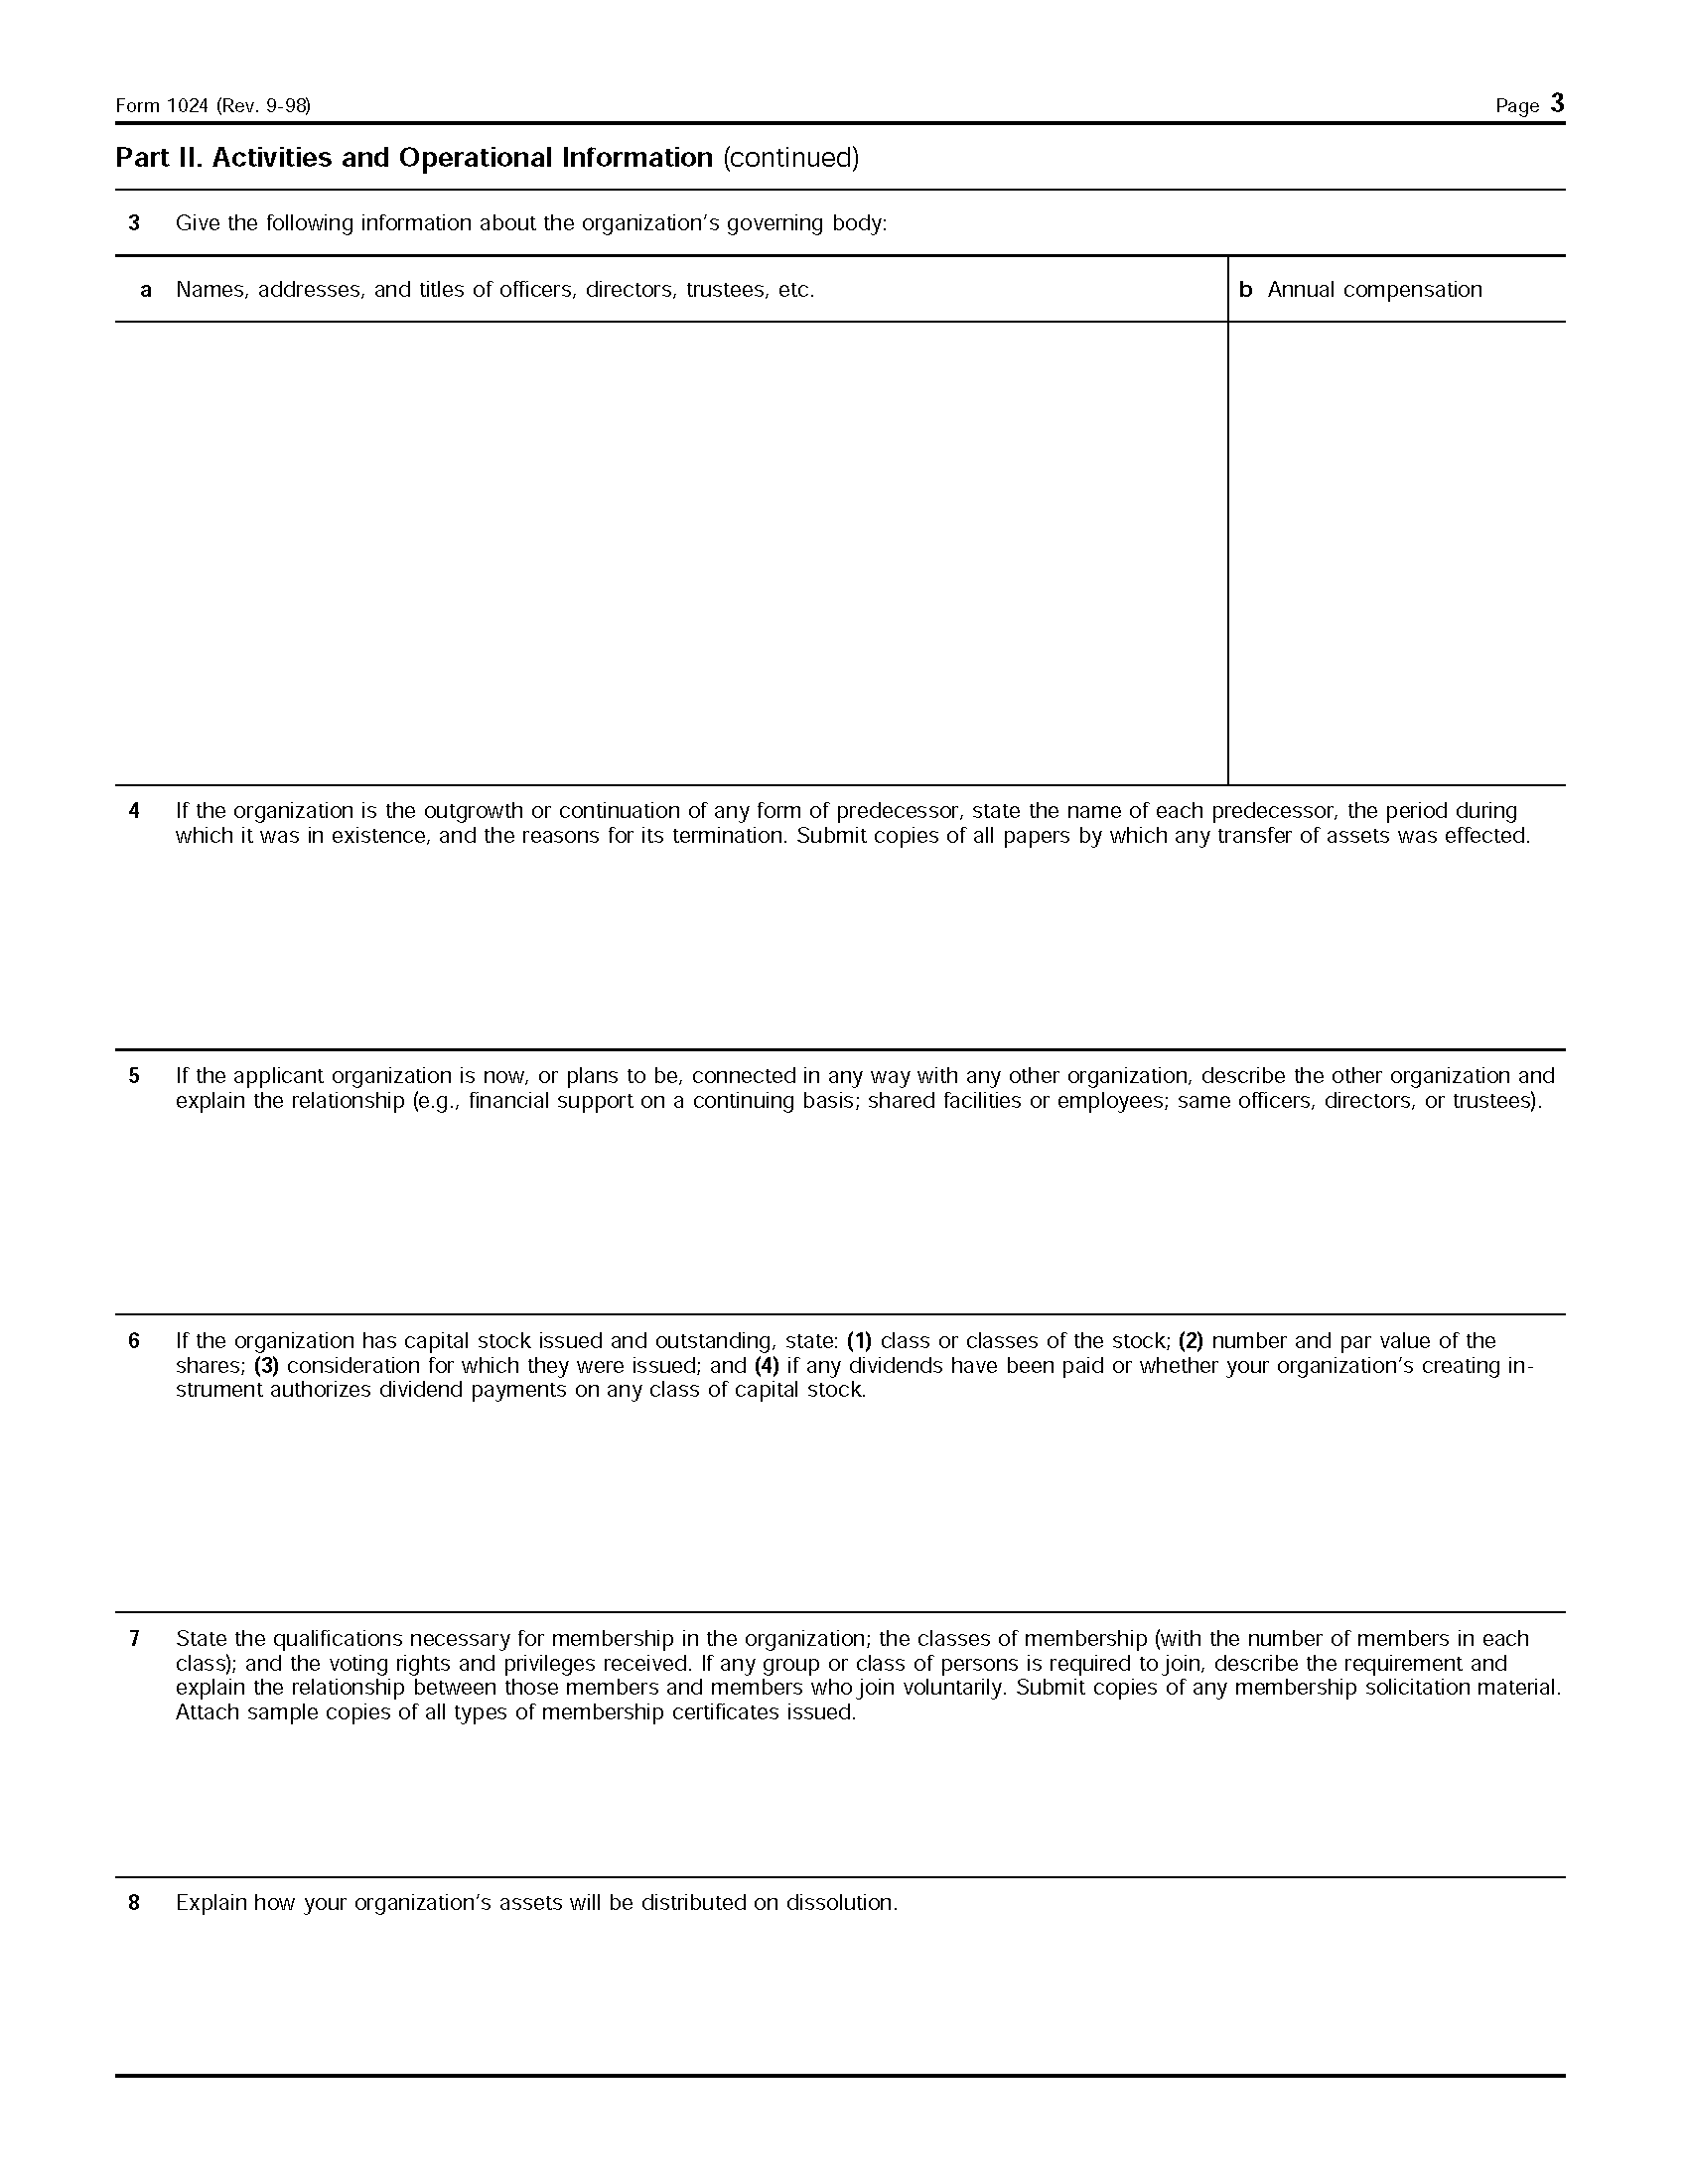 Form 1024 (Rev. 9-98) Page 3
Part II. Activities and Operational Information (continued)
3 Give the following information about the organization's governing body:
a Names, addresses, and titles of officers, directors, trustees, etc. b Annual compensation
4 If the organization is the outgrowth or continuation of any form of predecessor, state the name of each predecessor, the period during
which it was in existence, and the reasons for its termination. Submit copies of all papers by which any transfer of assets was effected.
5 If the applicant organization is now, or plans to be, connected in any way with any other organization, describe the other organization and
explain the relationship (e.g., financial support on a continuing basis; shared facilities or employees; same officers, directors, or trustees).
6 If the organization has capital stock issued and outstanding, state: (1) class or classes of the stock; (2) number and par value of the
shares; (3) consideration for which they were issued; and (4) if any dividends have been paid or whether your organization's creating in-
strument authorizes dividend payments on any class of capital stock.
7 State the qualifications necessary for membership in the organization; the classes of membership (with the number of members in each
class); and the voting rights and privileges received. If any group or class of persons is required to join, describe the requirement and
explain the relationship between those members and members who join voluntarily. Submit copies of any membership solicitation material.
Attach sample copies of all types of membership certificates issued.
8 Explain how your organization's assets will be distributed on dissolution.